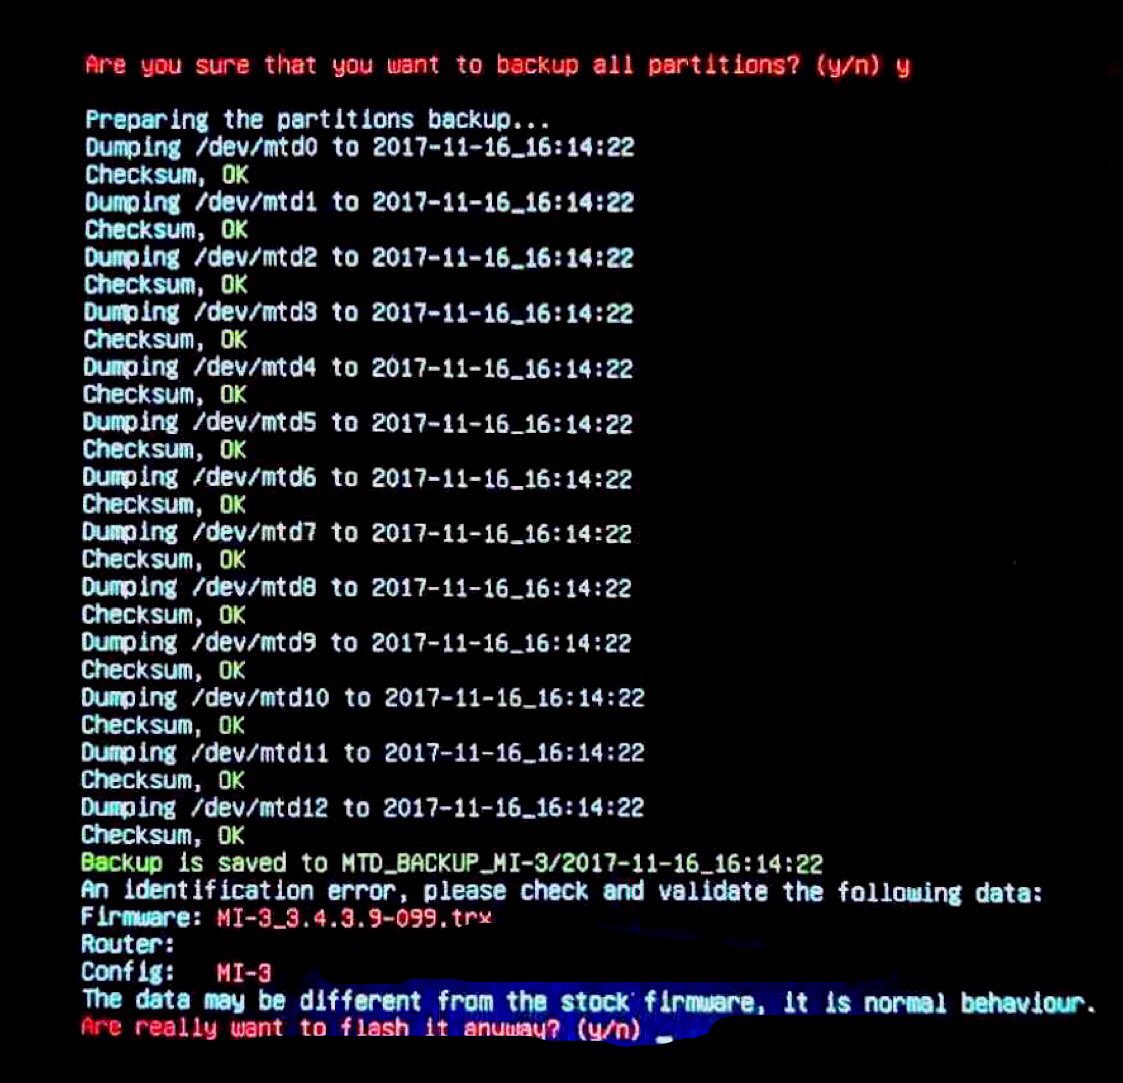 Are you sure that you want to backup all partitions? (y/n) y
Preparing the partitions backup...
Dumping /dev/mtd0 to 2017-11-16_16:14:22
Checksum, OK
Dumping /dev/mtd1 to 2017-11-16_16:14:22
Checksum, OK
Dumping /dev/mtd2 to 2017-11-16_16:14:22
Checksum, OK
Dumping /dev/mtd3 to 2017-11-16_16:14:22
Checksum, OK
Dumping /dev/mtd4 to 2017-11-16_16:14:22
Checksum, OK
Dumping /dev/mtd5 to 2017-11-16_16:14:22
Checksum, OK
Dumping /dev/mtd6 to 2017-11-16_16:14:22
Checksum, OK
Dumping /dev/mtd7 to 2017-11-16_16:14:22
Checksum, OK
Dumping /dev/mtd8 to 2017-11-16_16:14:22
Checksum, OK
Dumping /dev/mtd9 to 2017-11-16_16:14:22
Checksum, OK
Dumping /dev/mtd10 to 2017-11-16_16:14:22
Checksum, OK
Dumping /dev/mtd11 to 2017-11-16_16:14:22
Checksum, OK
Dumping /dev/mtd12 to 2017-11-16_16:14:22
Checksum, OK
Backup is saved to MTD_BACKUP_MI-3/2017-11-16_16:14:22
An identification error, please check and validate the following data:
Firmware: MI-3_3.4.3.9-099.trx
Router:
Config: MI-3
The data may be different from the stock firmware, it is normal behaviour.
Are really want to flash it anyway? (y/n) _